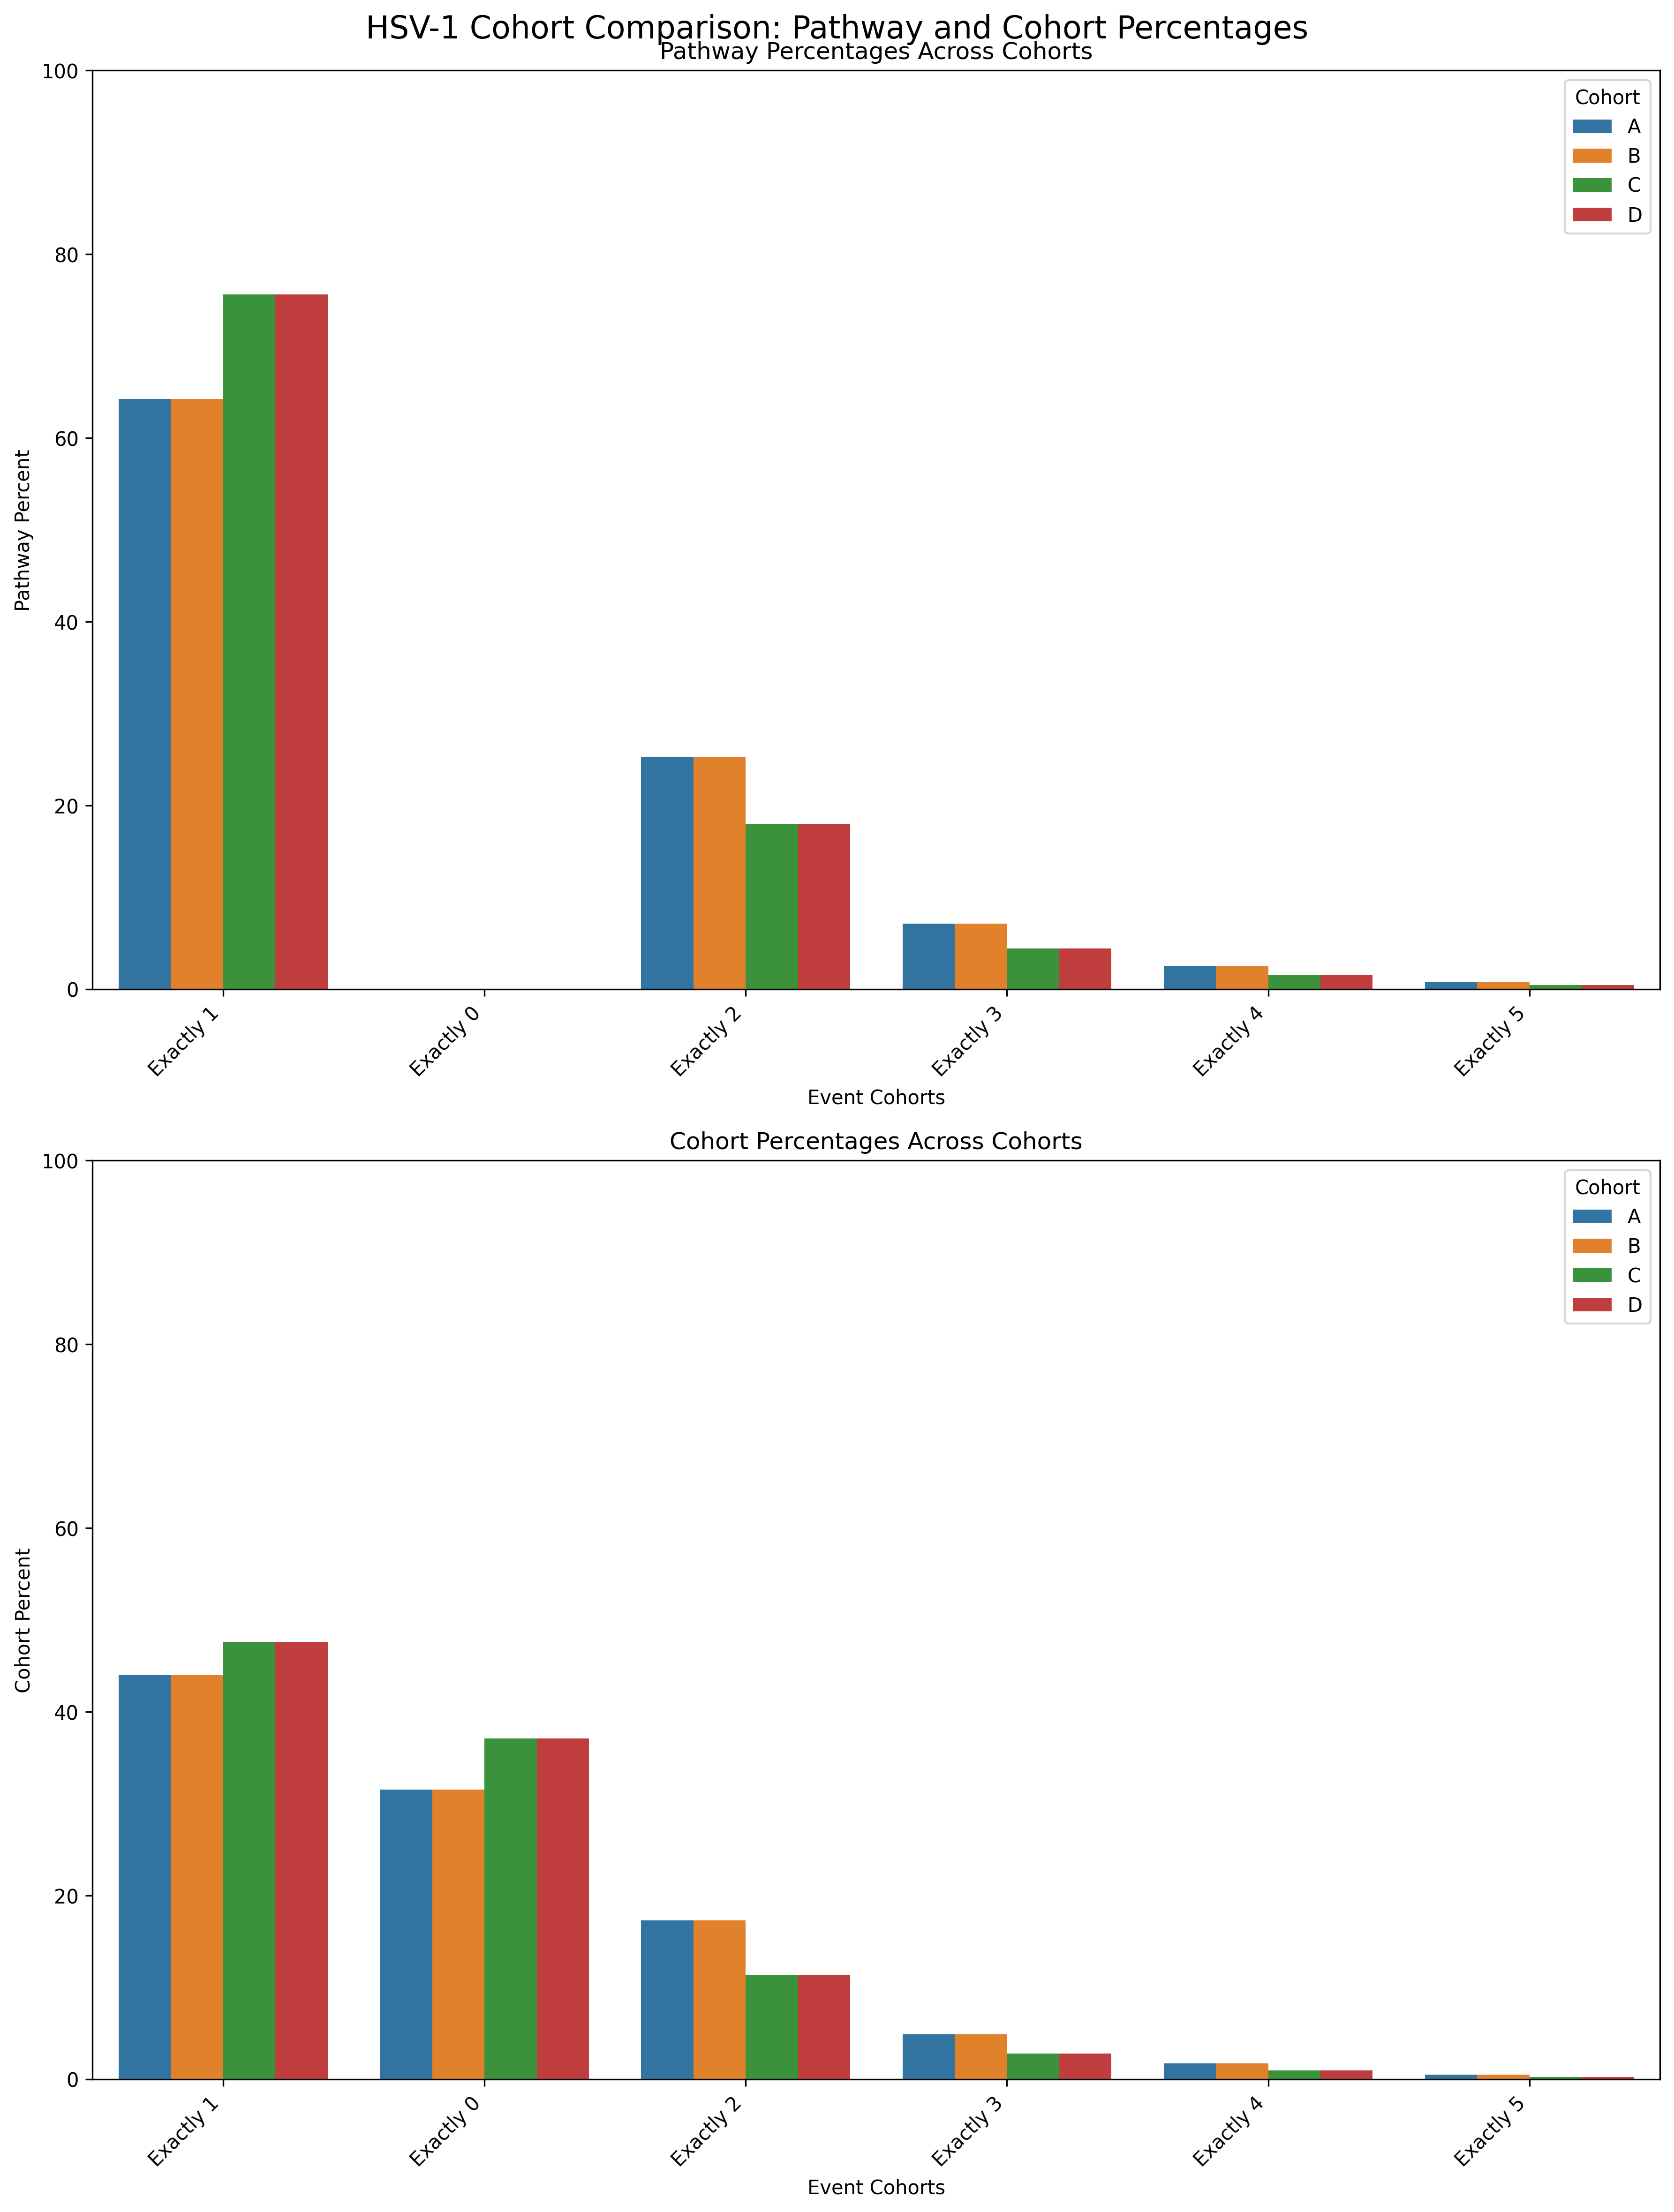 HSV-1 Cohort Comparison: Pathway and Cohort Percentages
Pathway Percentages Across Cohorts
100
80
60
40
20
0
Pathway Percent
Cohort
A
B
C
D
Exactly 1
Exactly 0
Exactly 2
Exactly 3
Exactly 4
Exactly 5
Event Cohorts
Cohort Percentages Across Cohorts
100
80
60
40
20
0
Cohort Percent
Cohort
A
B
C
D
Exactly 1
Exactly 0
Exactly 2
Exactly 3
Exactly 4
Exactly 5
Event Cohorts